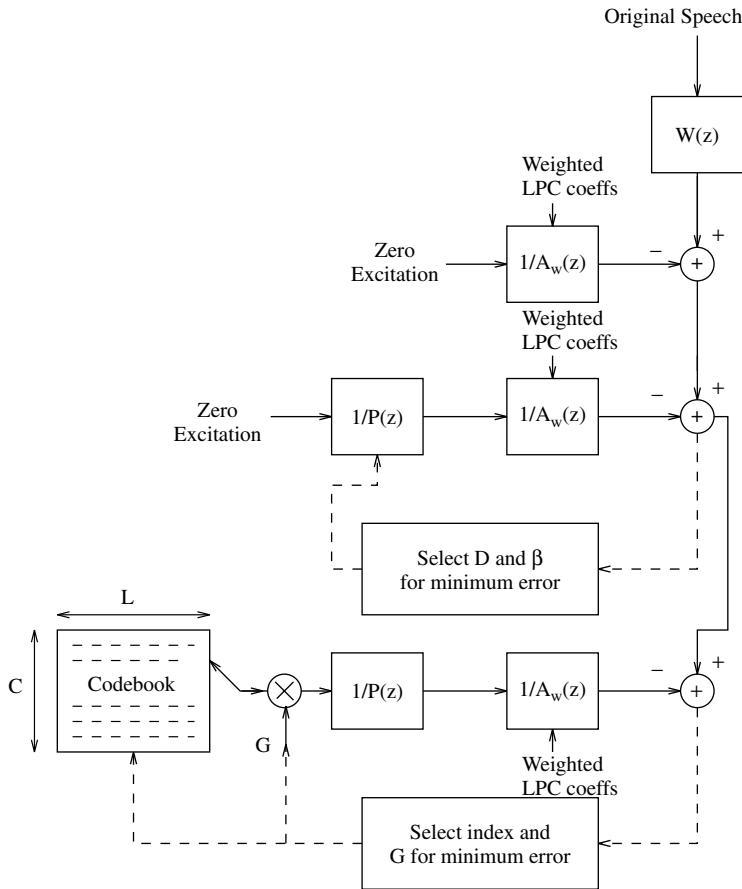 Original Speech
W(z)
Weighted
LPC coeffs
+
Zero
Excitation
1/A_w(z)
−
+
Weighted
LPC coeffs
+
Zero
Excitation
1/P(z)
1/A_w(z)
−
+
Select D and β
for minimum error
L
C
Codebook
1/P(z)
1/A_w(z)
−
+
+
G
Weighted
LPC coeffs
Select index and
G for minimum error